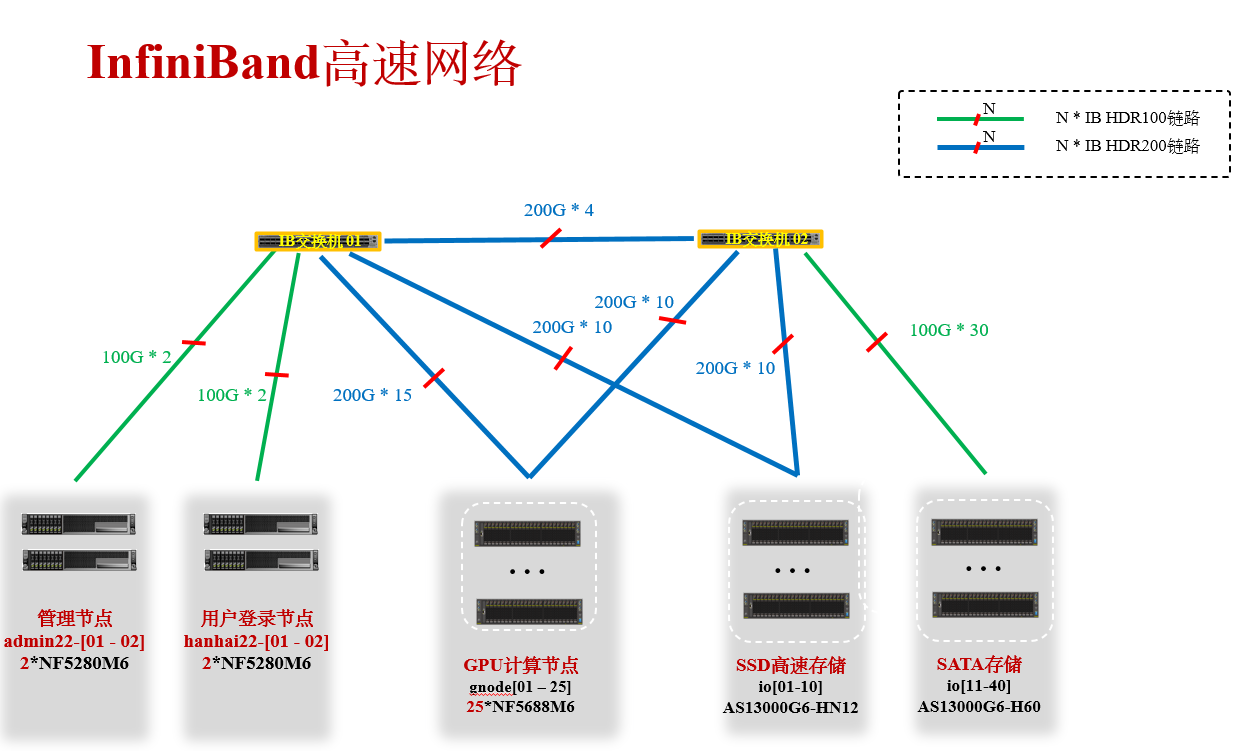 InfiniBand高速网络
N
N * IB HDR100链路
N
N * IB HDR200链路
200G * 4
IB交换机 01
IB交换机 02
200G * 10
200G * 10
100G * 30
100G * 2
200G * 10
100G * 2
200G * 15
管理节点
admin22-[01 - 02]
2*NF5280M6
用户登录节点
hanhai22-[01 - 02]
2*NF5280M6
GPU计算节点
gnode[01 – 25]
25*NF5688M6
SSD高速存储
io[01-10]
AS13000G6-HN12
SATA存储
io[11-40]
AS13000G6-H60